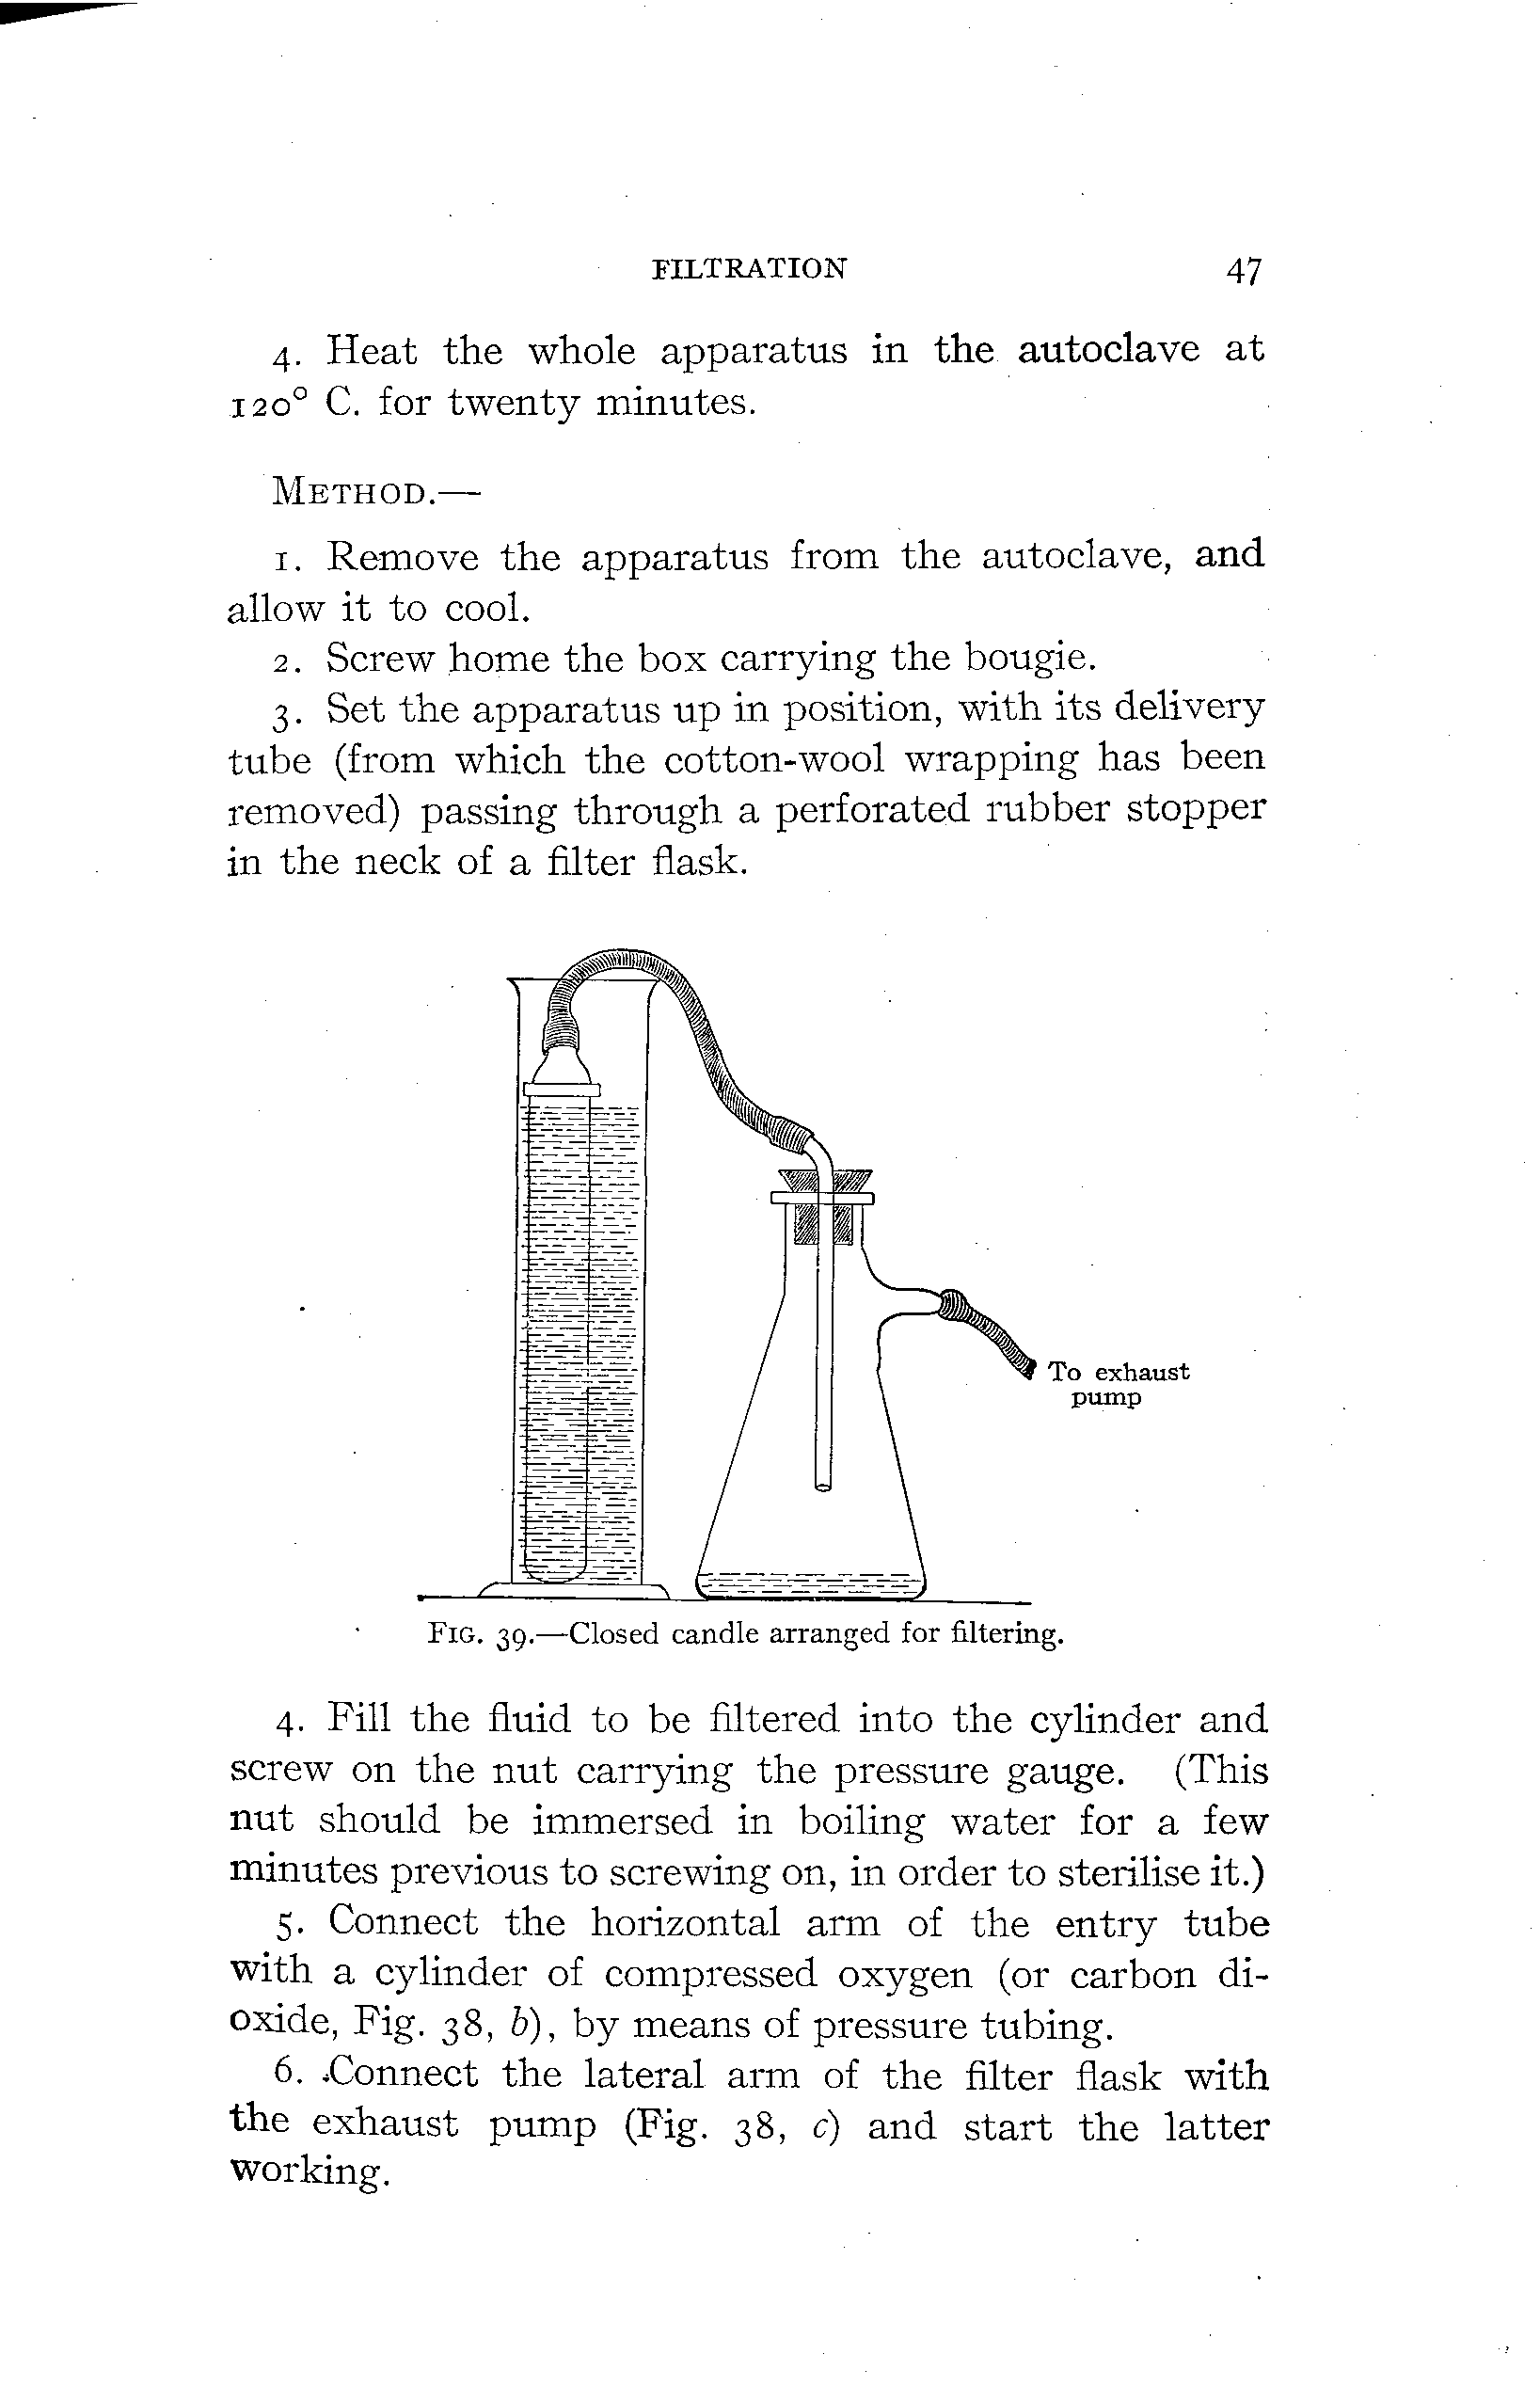 FILTRATION 47
4. Heat the whole apparatus in the autoclave at
120° C. for twenty minutes.
METHOD.—
1. Remove the apparatus from the autoclave, and
allow it to cool.
2. Screw home the box carrying the bougie.
3. Set the apparatus up in position, with its delivery
tube (from which the cotton-wool wrapping has been
removed) passing through a perforated rubber stopper
in the neck of a filter flask.
To exhaust
pump
FIG. 39.—Closed candle arranged for filtering.
4. Fill the fluid to be filtered into the cylinder and
screw on the nut carrying the pressure gauge. (This
nut should be immersed in boiling water for a few
minutes previous to screwing on, in order to sterilise it.)
5. Connect the horizontal arm of the entry tube
with a cylinder of compressed oxygen (or carbon di-
oxide, Fig. 38, b), by means of pressure tubing.
6. Connect the lateral arm of the filter flask with
the exhaust pump (Fig. 38, c) and start the latter
working.